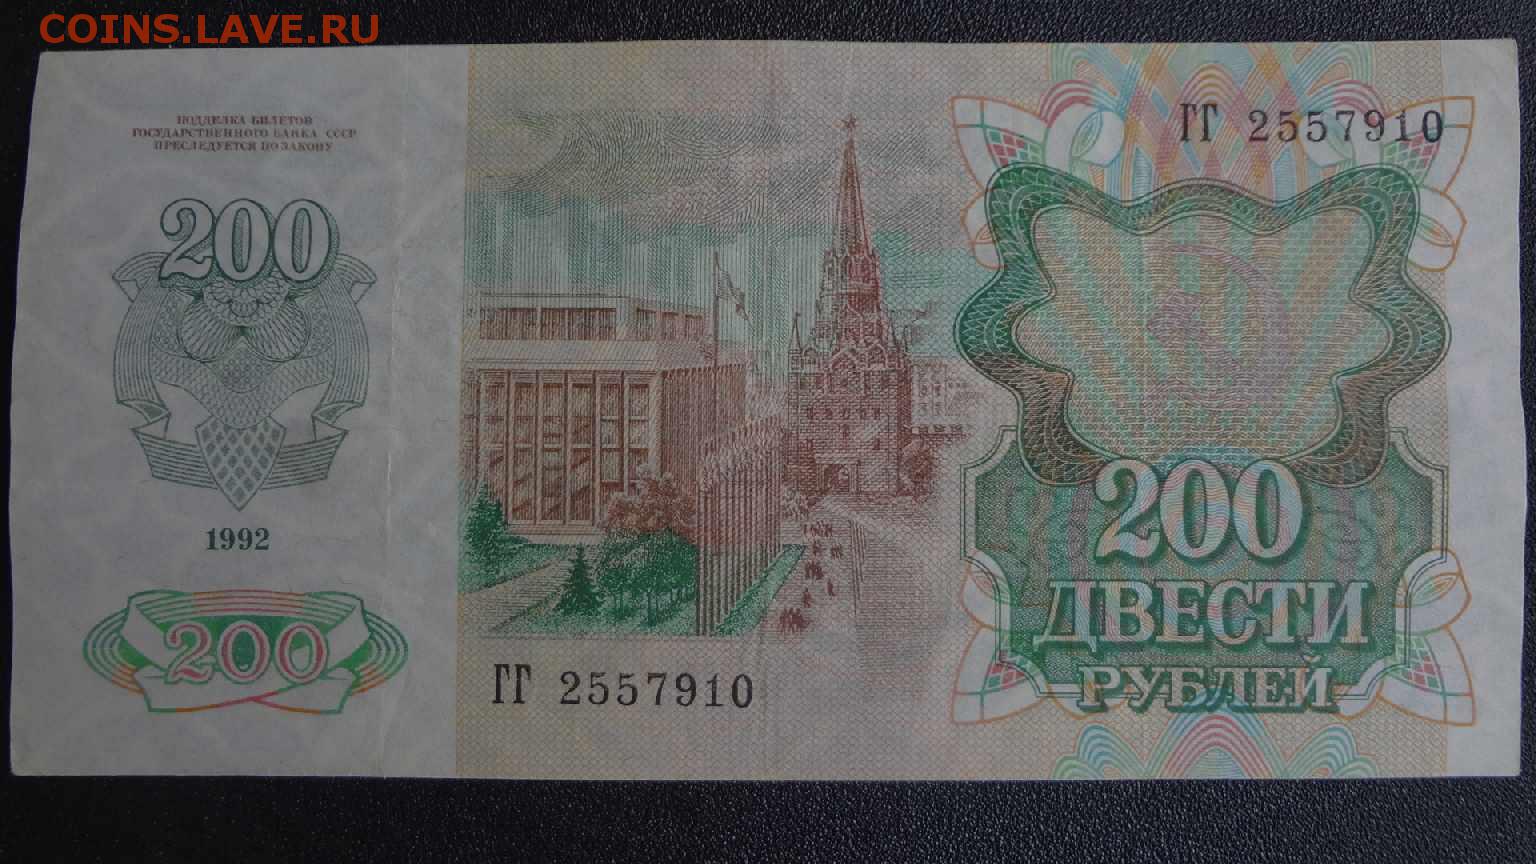 COINS.LAVE.RU
ПОДДЕЛКА БИЛЕТОВ
ГОСУДАРСТВЕННОГО БАНКА СССР
ПРЕСЛЕДУЕТСЯ ПО ЗАКОНУ
200
1992
200
ГГ 2557910
ГГ 2557910
200
ДВЕСТИ
РУБЛЕЙ